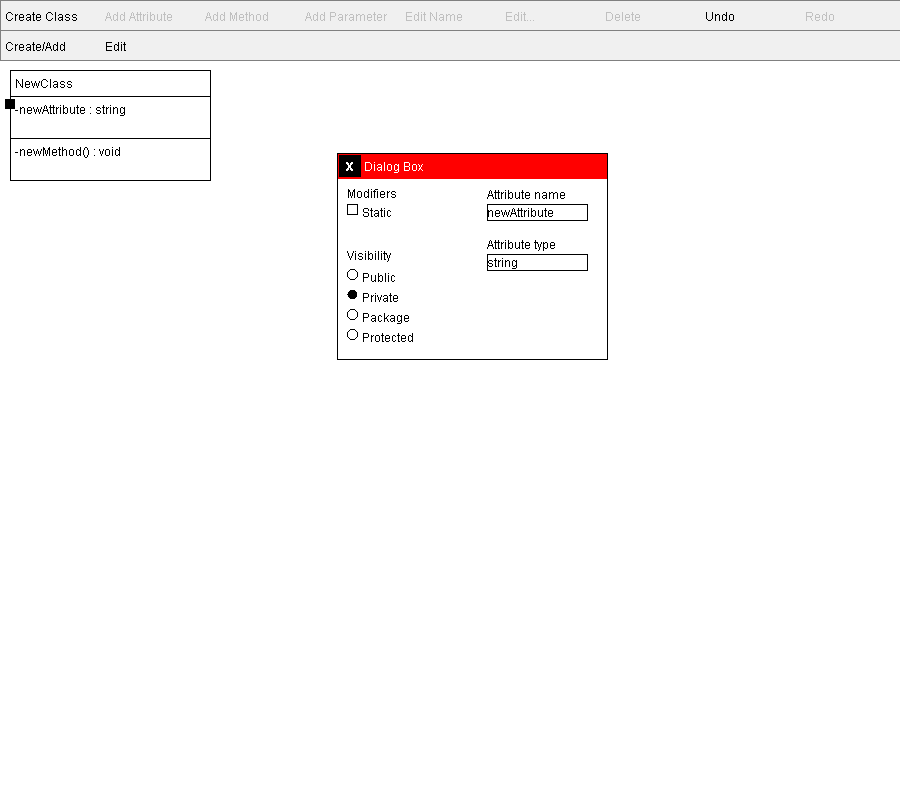 Create Class Add Attribute Add Method Add Parameter Edit Name Edit... Delete Undo Redo
Create/Add Edit
NewClass
-newAttribute : string
-newMethod() : void
X Dialog Box
Modifiers
Static
Visibility
Public
Private
Package
Protected
Attribute name
newAttribute
Attribute type
string